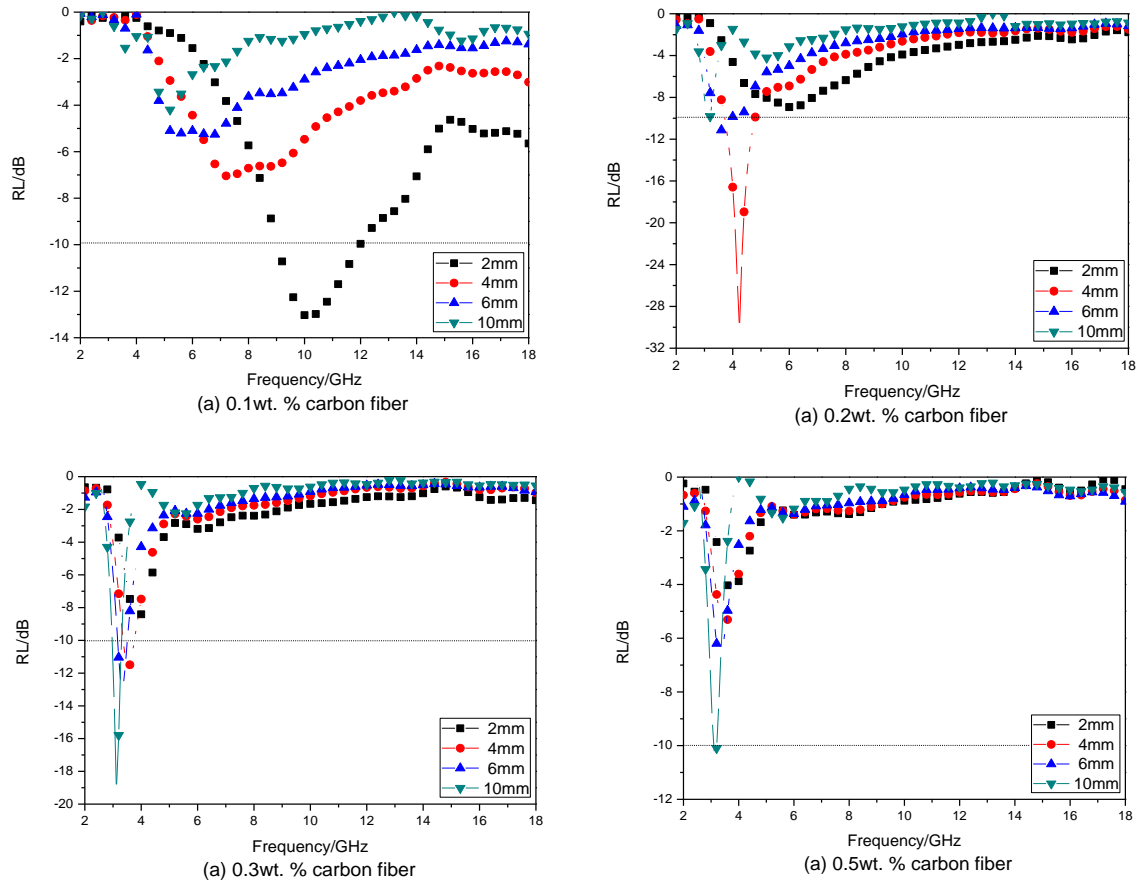 0
-2
-4
-6
-8
-10
-12
-14
RL/dB
2 4 6 8 10 12 14 16 18
Frequency/GHz
2mm
4mm
6mm
10mm
(a) 0.1wt. % carbon fiber
0
-4
-8
-12
-16
-20
-24
-28
-32
RL/dB
2 4 6 8 10 12 14 16 18
Frequency/GHz
2mm
4mm
6mm
10mm
(a) 0.2wt. % carbon fiber
0
-2
-4
-6
-8
-10
-12
-14
-16
-18
-20
RL/dB
2 4 6 8 10 12 14 16 18
Frequency/GHz
2mm
4mm
6mm
10mm
(a) 0.3wt. % carbon fiber
0
-2
-4
-6
-8
-10
-12
RL/dB
2 4 6 8 10 12 14 16 18
Frequency/GHz
2mm
4mm
6mm
10mm
(a) 0.5wt. % carbon fiber